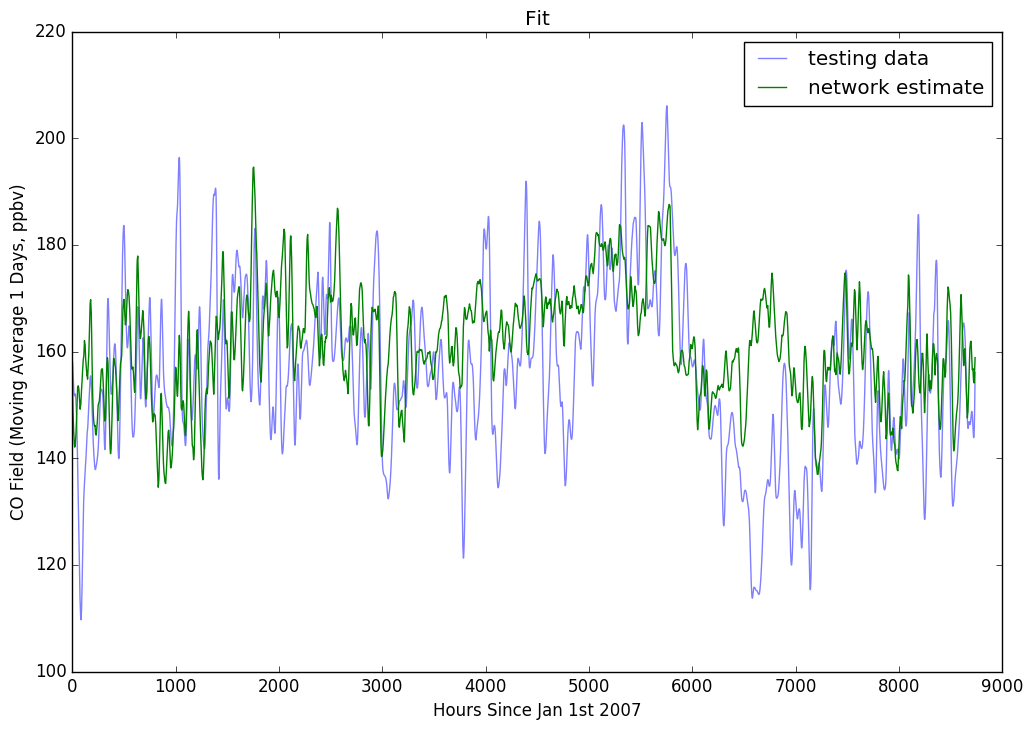 Fit
testing data
network estimate
CO Field (Moving Average 1 Days, ppbv)
220
200
180
160
140
120
100
0 1000 2000 3000 4000 5000 6000 7000 8000 9000
Hours Since Jan 1st 2007